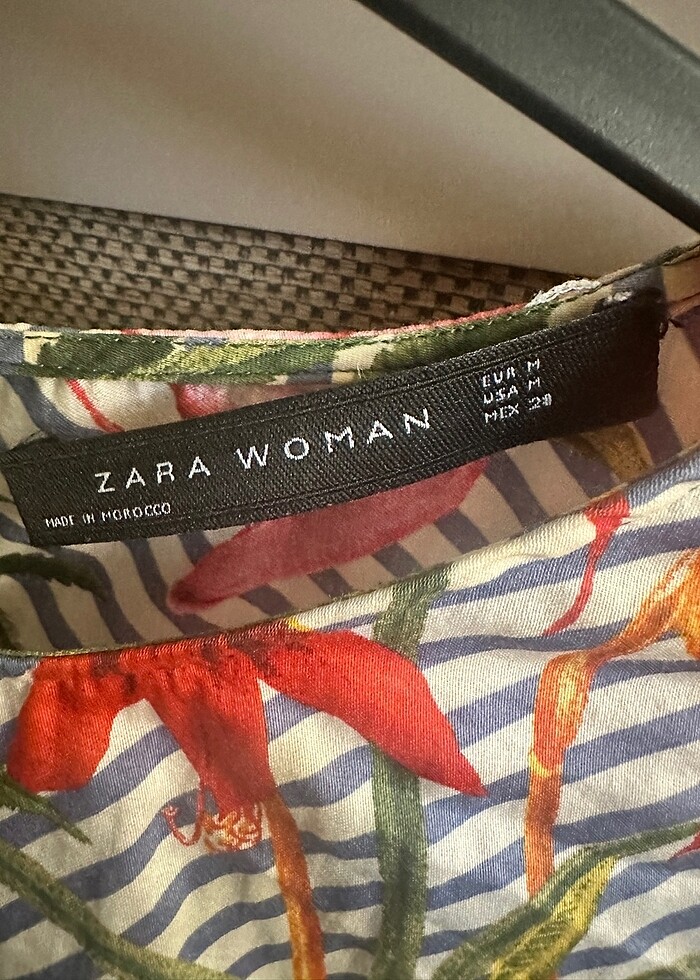 ZARA WOMAN
EUR M
USA M
MEX 28
MADE IN MOROCCO